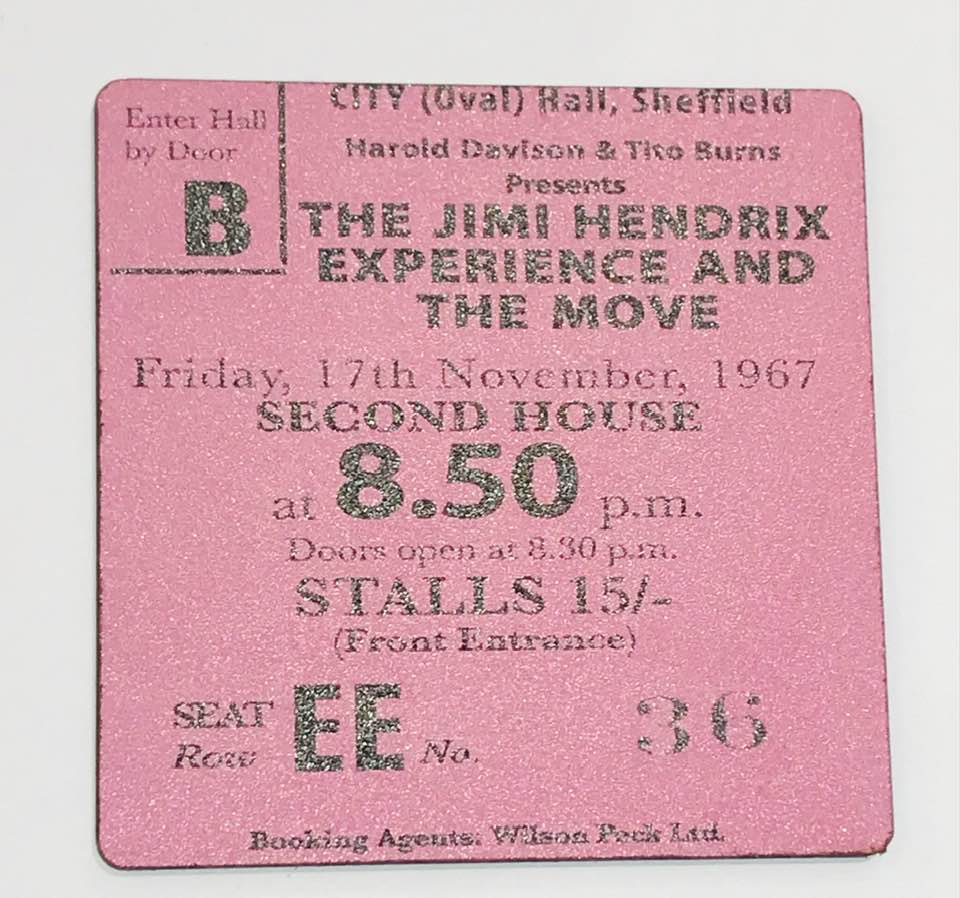 Enter Hall
by Door
B
CITY (Oval) Hall, Sheffield
Harold Davison & Tito Burns
Presents
THE JIMI HENDRIX
EXPERIENCE AND
THE MOVE
Friday, 17th November, 1967
SECOND HOUSE
at 8.50 p.m.
Doors open at 8.30 p.m.
STALLS 15/-
(Front Entrance)
SEAT
Row EE No. 36
Booking Agents: Wilson Peck Ltd.